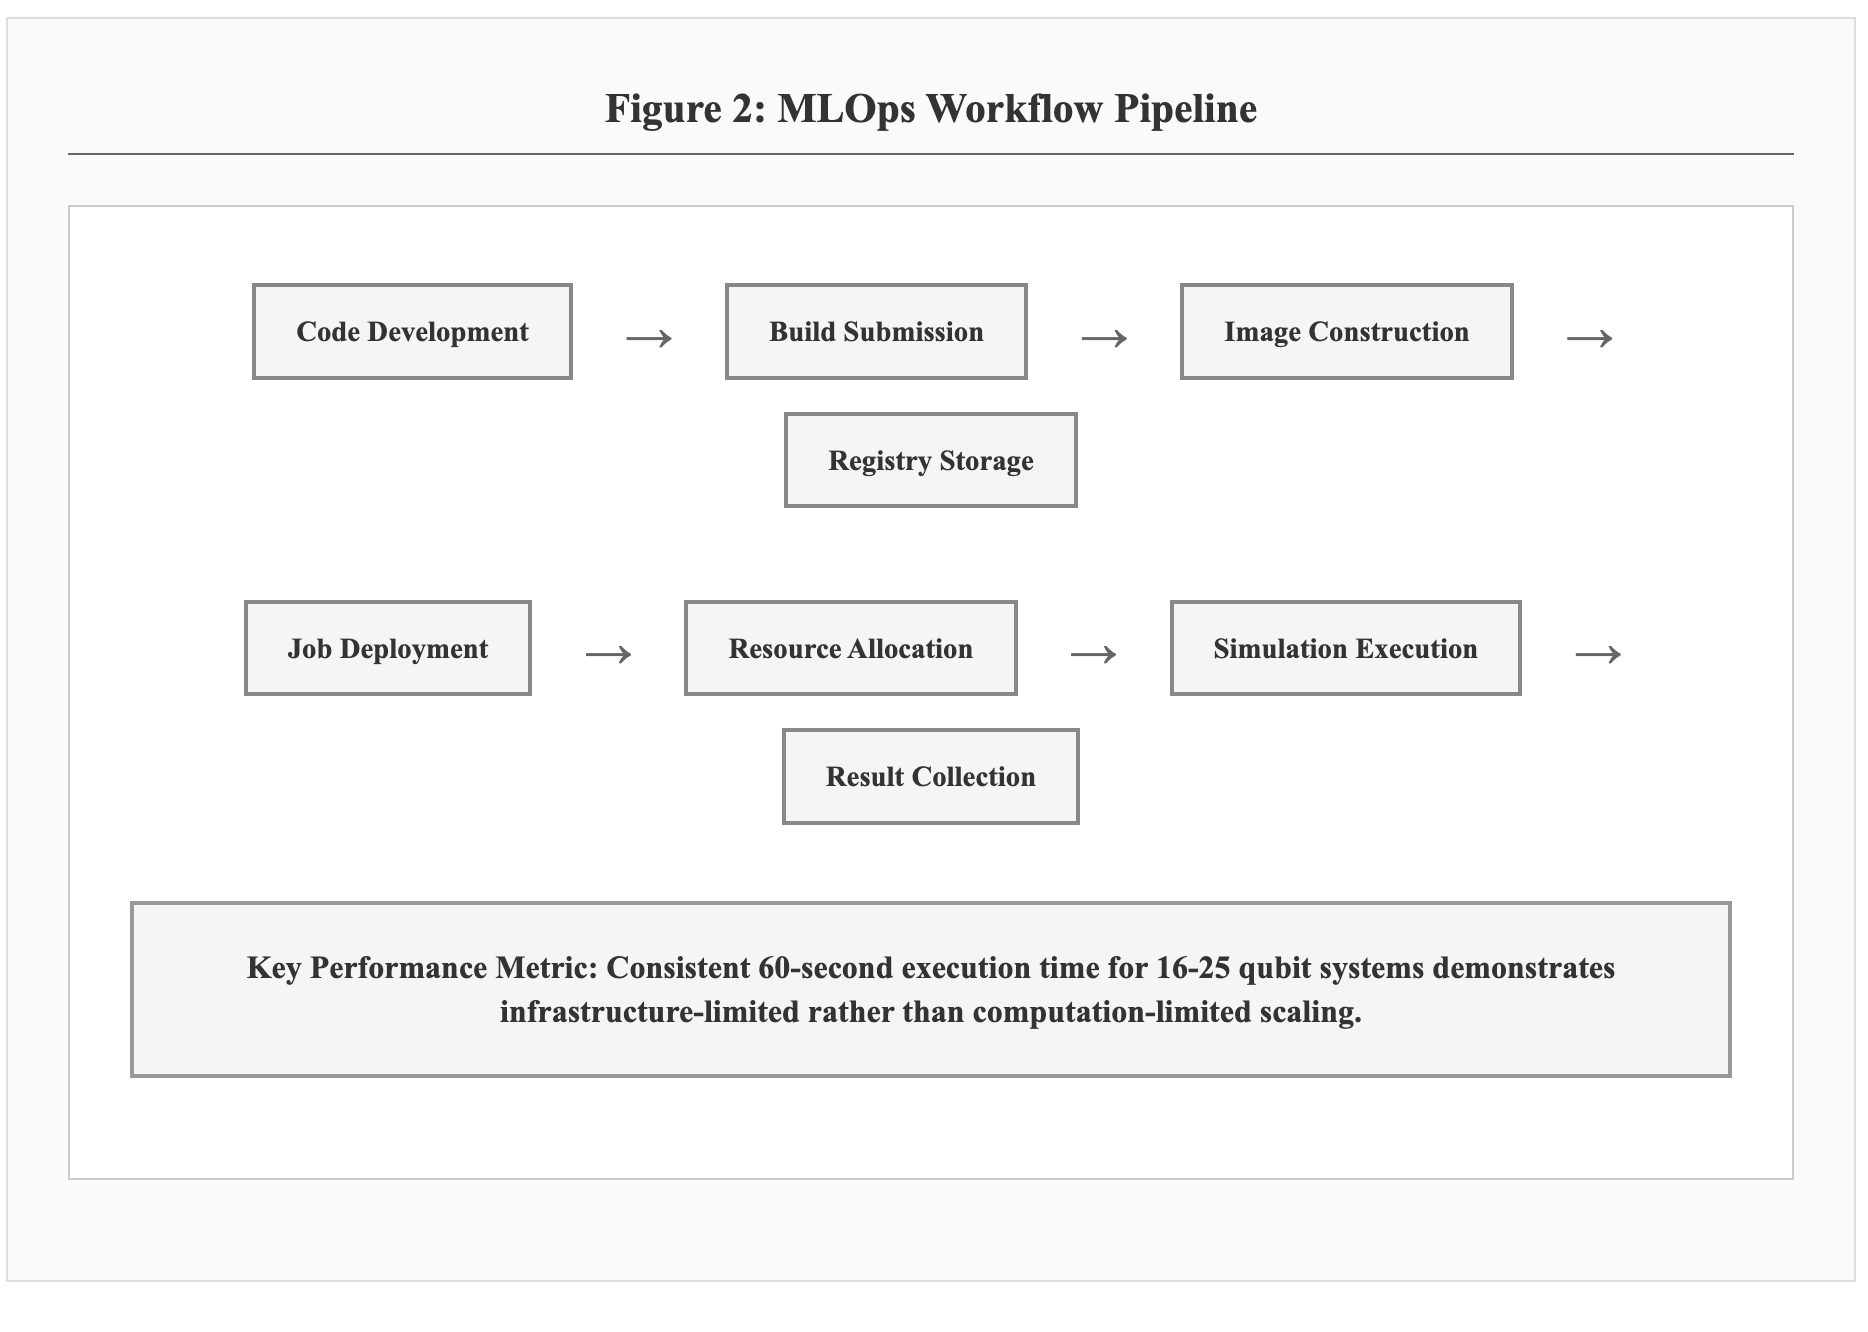 Figure 2: MLOps Workflow Pipeline
Code Development → Build Submission → Image Construction →
Registry Storage
Job Deployment → Resource Allocation → Simulation Execution →
Result Collection
Key Performance Metric: Consistent 60-second execution time for 16-25 qubit systems demonstrates
infrastructure-limited rather than computation-limited scaling.